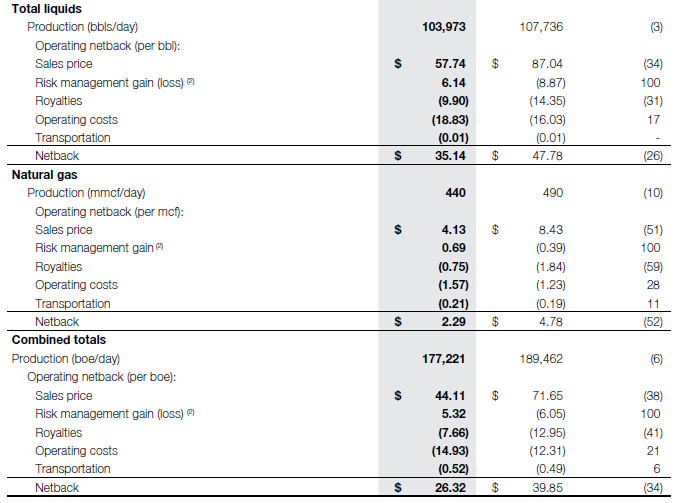 Total liquids
Production (bbls/day) 103,973 107,736 (3)
Operating netback (per bbl):
Sales price $ 57.74 $ 87.04 (34)
Risk management gain (loss) (2) 6.14 (8.87) 100
Royalties (9.90) (14.35) (31)
Operating costs (18.83) (16.03) 17
Transportation (0.01) (0.01) -
Netback $ 35.14 $ 47.78 (26)
Natural gas
Production (mmcf/day) 440 490 (10)
Operating netback (per mcf):
Sales price $ 4.13 $ 8.43 (51)
Risk management gain (2) 0.69 (0.39) 100
Royalties (0.75) (1.84) (59)
Operating costs (1.57) (1.23) 28
Transportation (0.21) (0.19) 11
Netback $ 2.29 $ 4.78 (52)
Combined totals
Production (boe/day) 177,221 189,462 (6)
Operating netback (per boe):
Sales price $ 44.11 $ 71.65 (38)
Risk management gain (loss) (2) 5.32 (6.05) 100
Royalties (7.66) (12.95) (41)
Operating costs (14.93) (12.31) 21
Transportation (0.52) (0.49) 6
Netback $ 26.32 $ 39.85 (34)